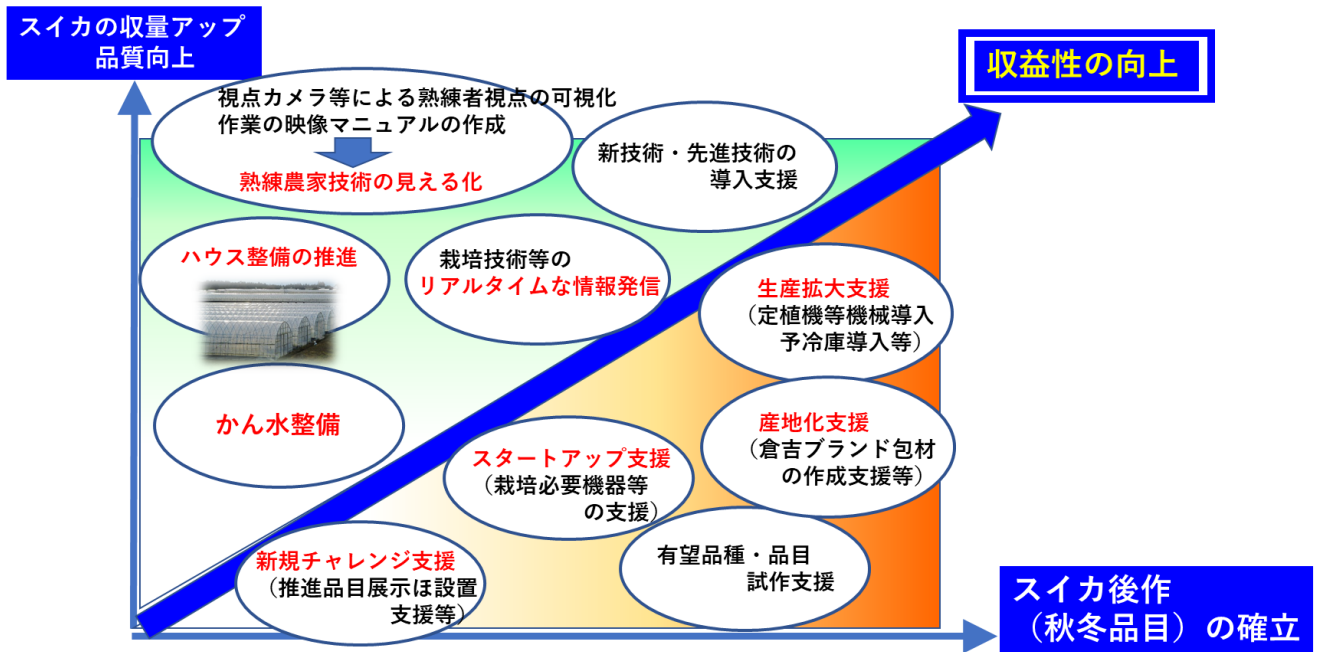 スイカの収量アップ
品質向上
収益性の向上
視点カメラ等による熟練者視点の可視化
作業の映像マニュアルの作成
熟練農家技術の見える化
新技術・先進技術の
導入支援
ハウス整備の推進
栽培技術等の
リアルタイムな情報発信
生産拡大支援
（定植機等機械導入
予冷庫導入等）
かん水整備
産地化支援
（倉吉ブランド包材
の作成支援等）
スタートアップ支援
（栽培必要機器等
の支援）
新規チャレンジ支援
（推進品目展示ほ設置
支援等）
有望品種・品目
試作支援
スイカ後作
（秋冬品目）の確立